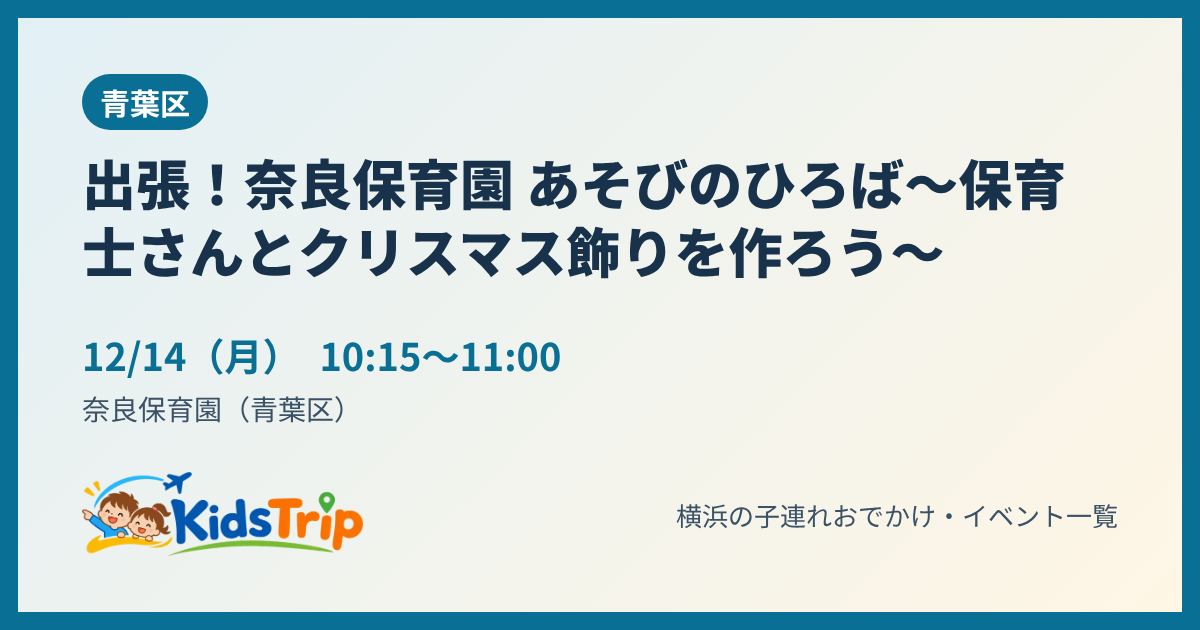 青葉区
出張！奈良保育園 あそびのひろば〜保育
士さんとクリスマス飾りを作ろう〜
12/14（月） 10:15〜11:00
奈良保育園（青葉区）
KidsTrip
横浜の子連れおでかけ・イベント一覧